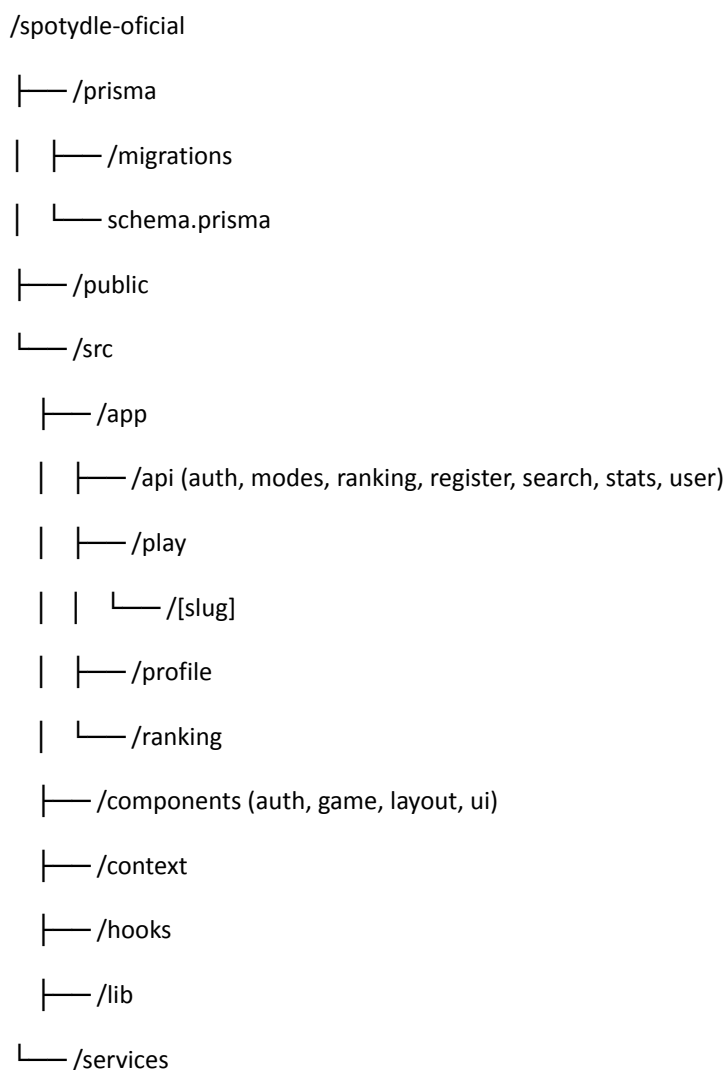 /spotydle-oficial
├── /prisma
│ ├── /migrations
│ └── schema.prisma
├── /public
└── /src
├── /app
│ ├── /api (auth, modes, ranking, register, search, stats, user)
│ ├── /play
│ │ └── /[slug]
│ ├── /profile
│ └── /ranking
├── /components (auth, game, layout, ui)
├── /context
├── /hooks
├── /lib
└── /services